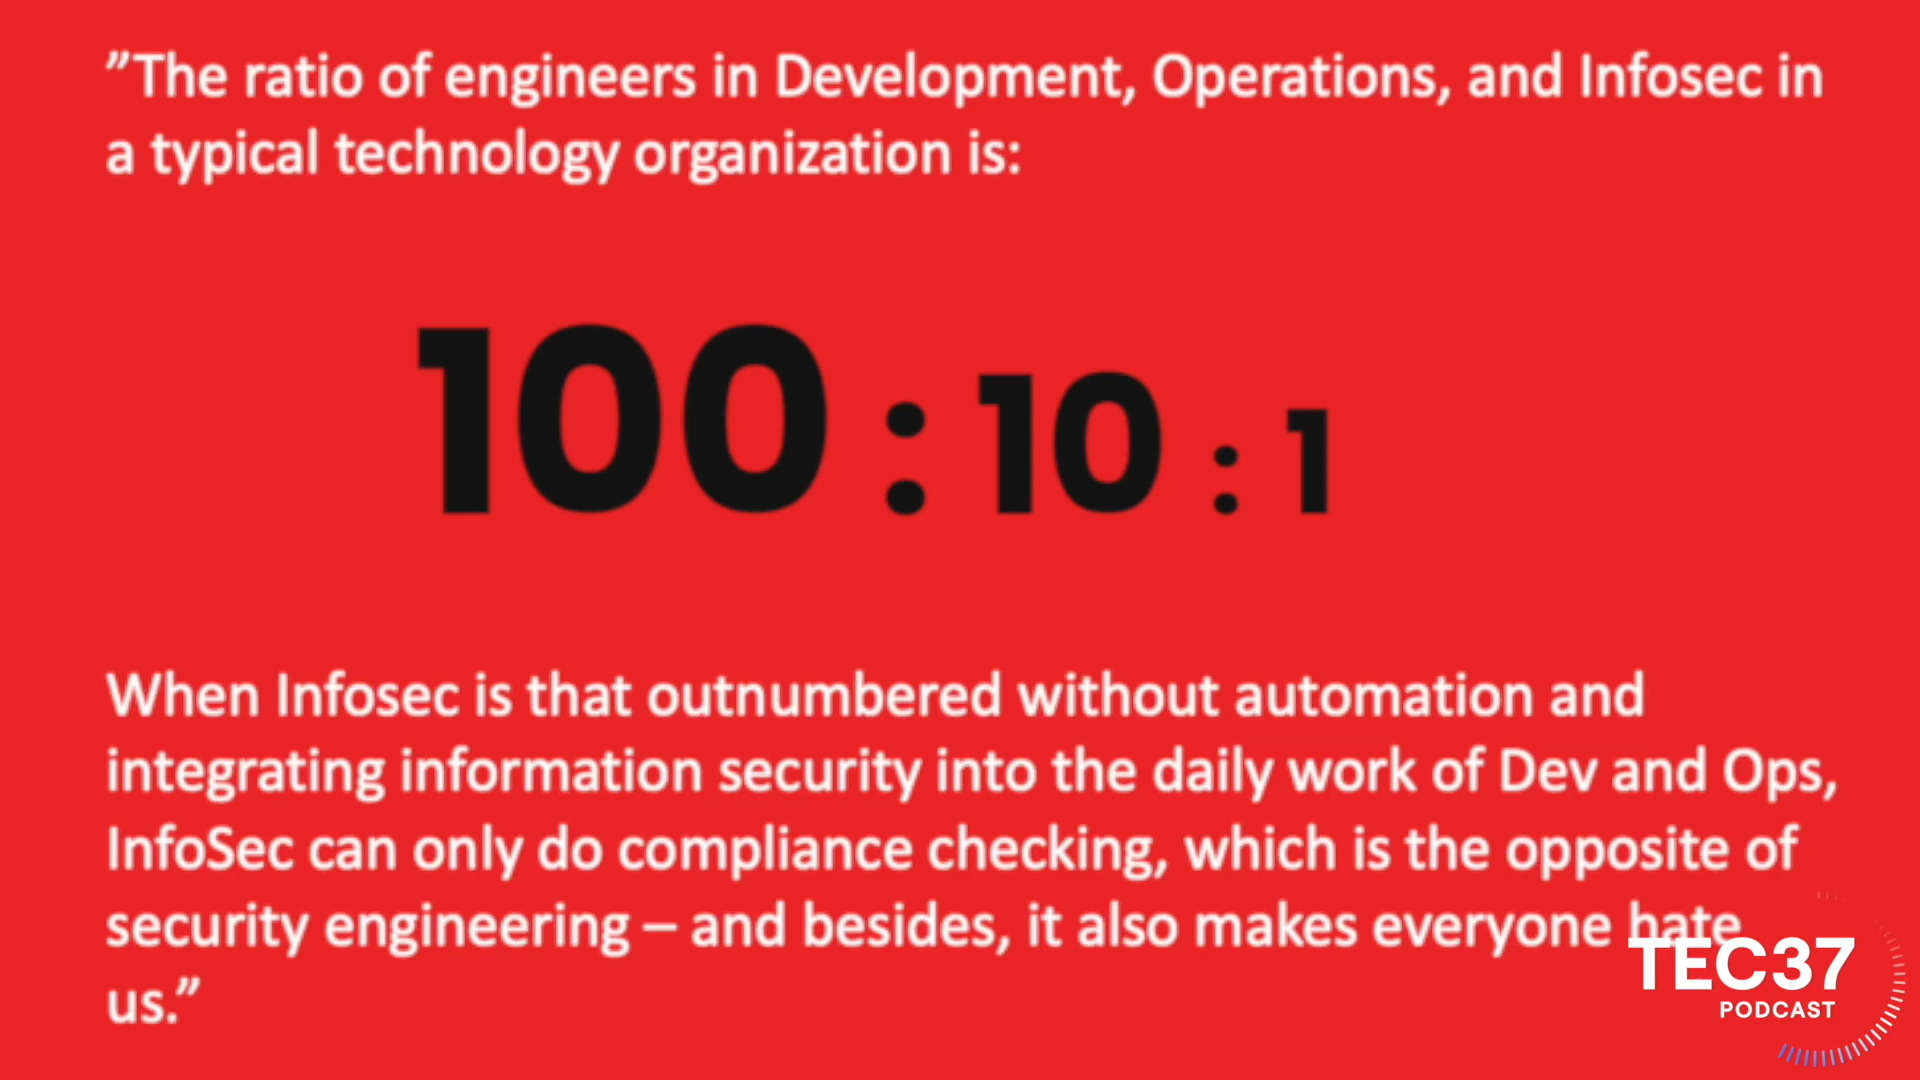 ”The ratio of engineers in Development, Operations, and Infosec in
a typical technology organization is:
100 : 10 : 1
When Infosec is that outnumbered without automation and
integrating information security into the daily work of Dev and Ops,
InfoSec can only do compliance checking, which is the opposite of
security engineering – and besides, it also makes everyone hate
us.”
TEC37
PODCAST